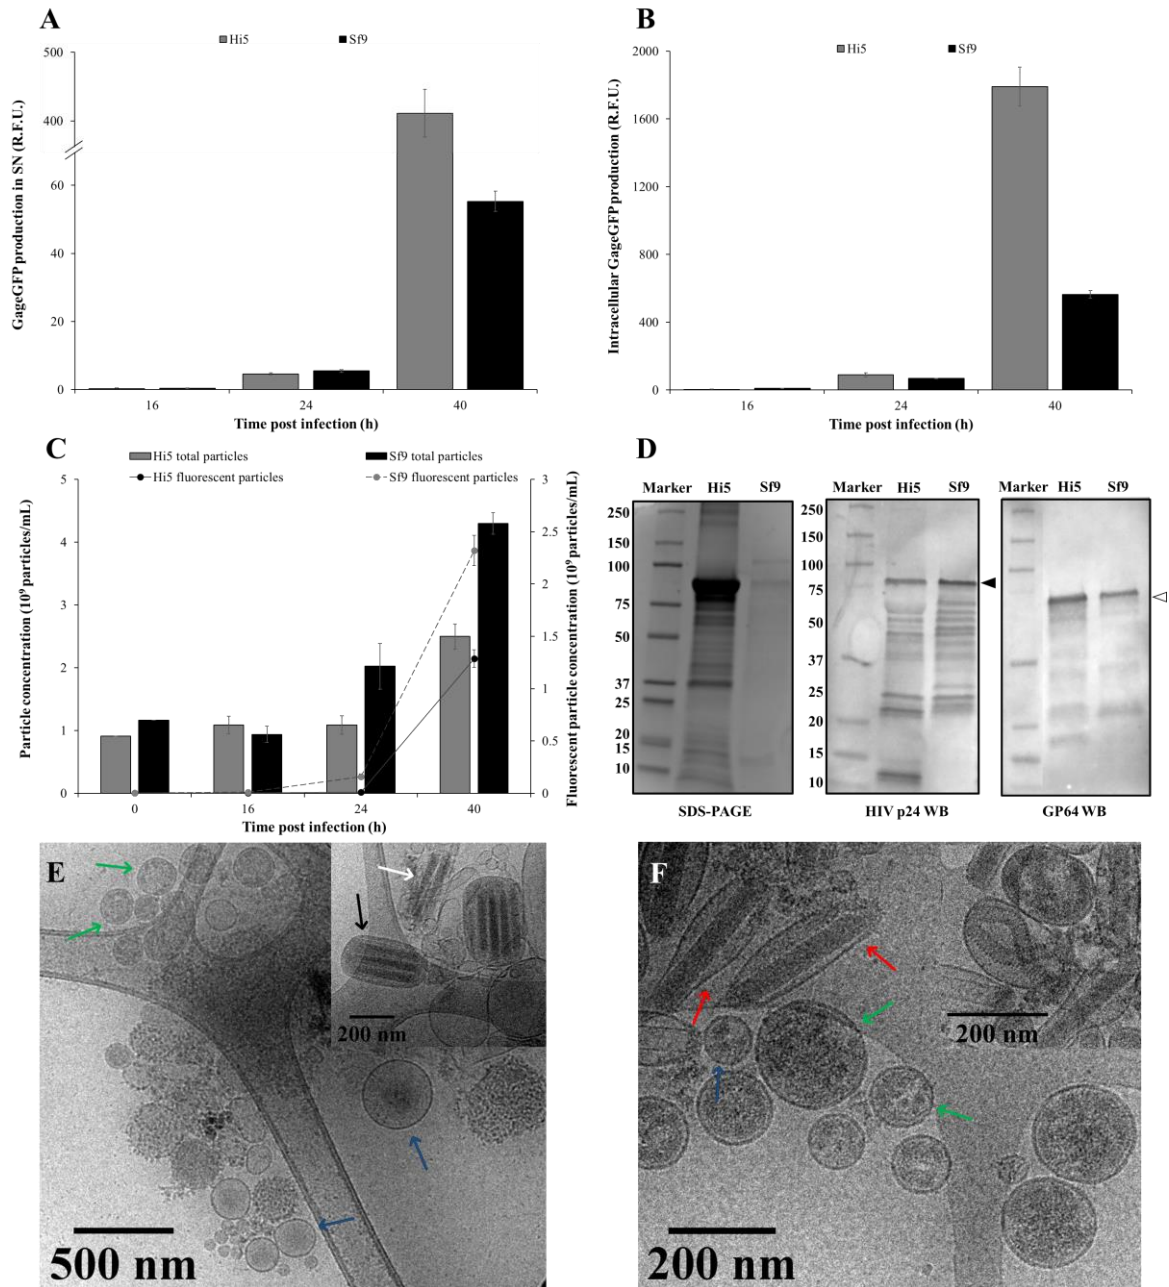 A
Hi5 Sf9
GageGFP production in SN (R.F.U.)
500
400
60
40
20
0
16 24 40
Time post infection (h)
B
Hi5 Sf9
Intracellular GageGFP production (R.F.U.)
2000
1600
1200
800
400
0
16 24 40
Time post infection (h)
C
Hi5 total particles Sf9 total particles
Hi5 fluorescent particles Sf9 fluorescent particles
Particle concentration (10⁹ particles/mL)
5
4
3
2
1
0
Fluorescent particle concentration (10⁹ particles/mL)
3
2.5
2
1.5
1
0.5
0
0 16 24 40
Time post infection (h)
D
Marker Hi5 Sf9
250
150
100
75
50
37
25
20
15
10
SDS-PAGE
Marker Hi5 Sf9
250
150
100
75
50
37
25
20
15
10
HIV p24 WB
Marker Hi5 Sf9
GP64 WB
E
200 nm
500 nm
F
200 nm
200 nm